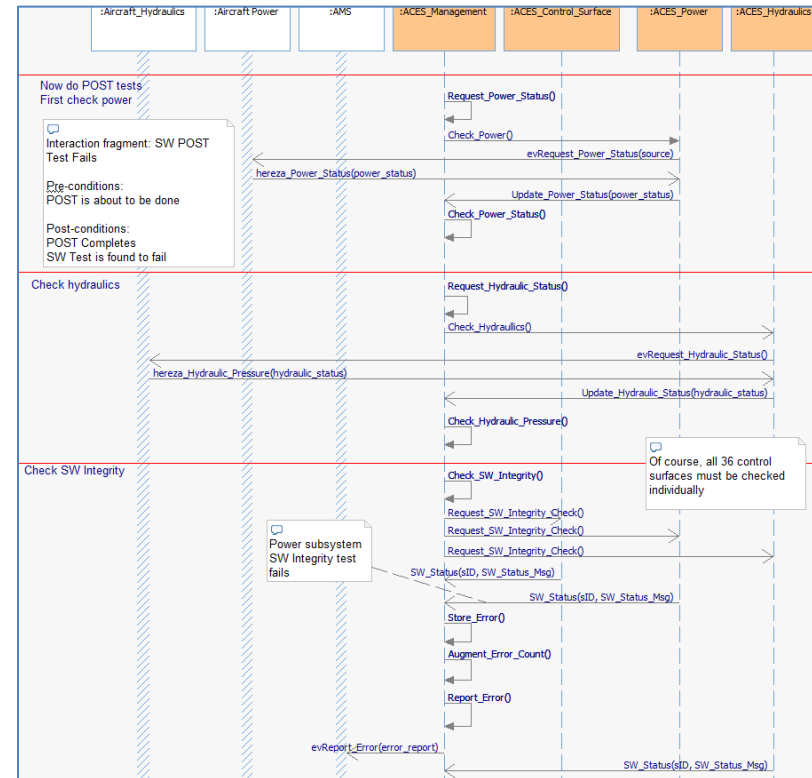 :Aircraft_Hydraulics :Aircraft Power :AMS :ACES_Management :ACES_Control_Surface :ACES_Power :ACES_Hydraulics
Now do POST tests
First check power
Request_Power_Status()
Check_Power()
Interaction fragment: SW POST
Test Fails
Pre-conditions:
POST is about to be done
Post-conditions:
POST Completes
SW Test is found to fail
evRequest_Power_Status(source)
hereza_Power_Status(power_status)
Update_Power_Status(power_status)
Check_Power_Status()
Check hydraulics
Request_Hydraulic_Status()
Check_Hydraullics()
evRequest_Hydraulic_Status()
hereza_Hydraulic_Pressure(hydraulic_status)
Update_Hydraulic_Status(hydraulic_status)
Check_Hydraulic_Pressure()
Of course, all 36 control
surfaces must be checked
individually
Check SW Integrity
Check_SW_Integrity()
Request_SW_Integrity_Check()
Request_SW_Integrity_Check()
Request_SW_Integrity_Check()
Power subsystem
SW Integrity test
fails
SW_Status(sID, SW_Status_Msg)
SW_Status(sID, SW_Status_Msg)
Store_Error()
Augment_Error_Count()
Report_Error()
evReport_Error(error_report)
SW_Status(sID, SW_Status_Msg)